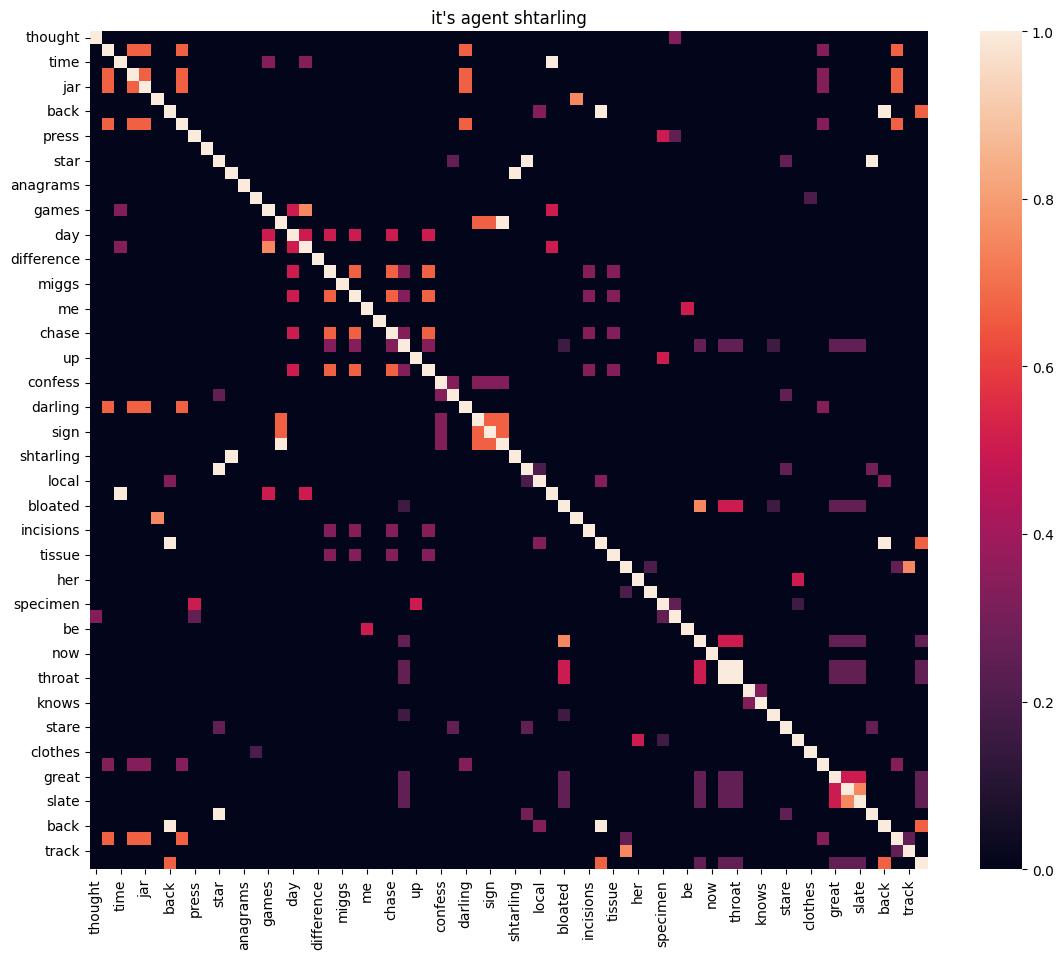 it's agent shtarling
thought
time
jar
back
press
star
anagrams
games
day
difference
miggs
me
chase
up
confess
darling
sign
shtarling
local
bloated
incisions
tissue
her
specimen
be
now
throat
knows
stare
clothes
great
slate
back
track
1.0
0.8
0.6
0.4
0.2
0.0
thought
time
jar
back
press
star
anagrams
games
day
difference
miggs
me
chase
up
confess
darling
sign
shtarling
local
bloated
incisions
tissue
her
specimen
be
now
throat
knows
stare
clothes
great
slate
back
track